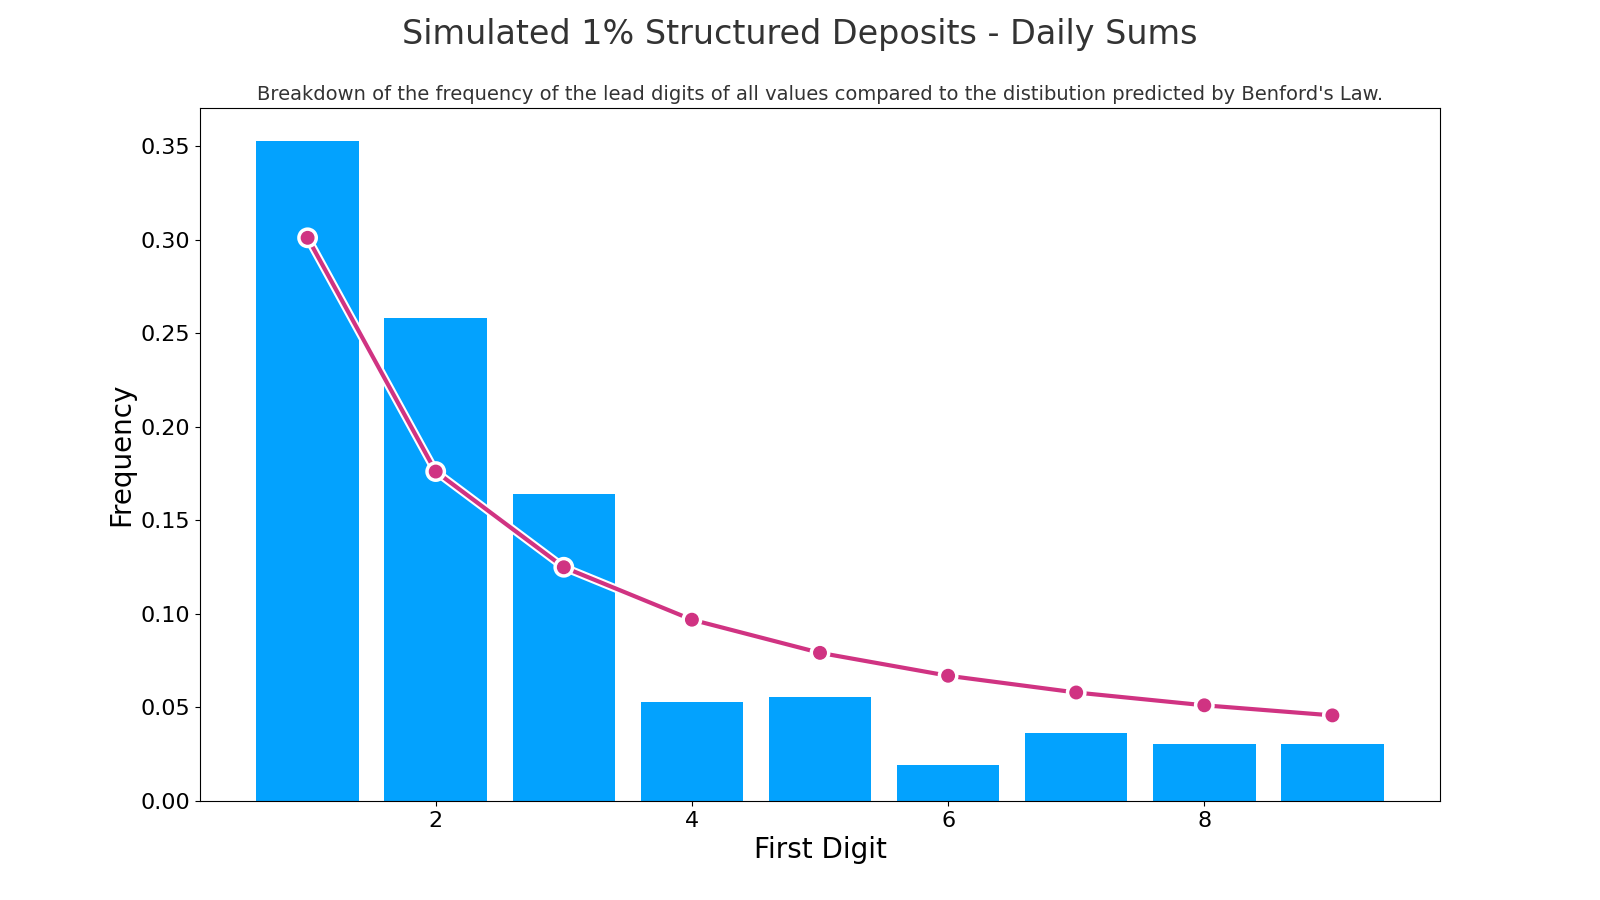 Simulated 1% Structured Deposits - Daily Sums
Breakdown of the frequency of the lead digits of all values compared to the distibution predicted by Benford's Law.
0.35
0.30
0.25
0.20
0.15
0.10
0.05
0.00
Frequency
2 4 6 8
First Digit